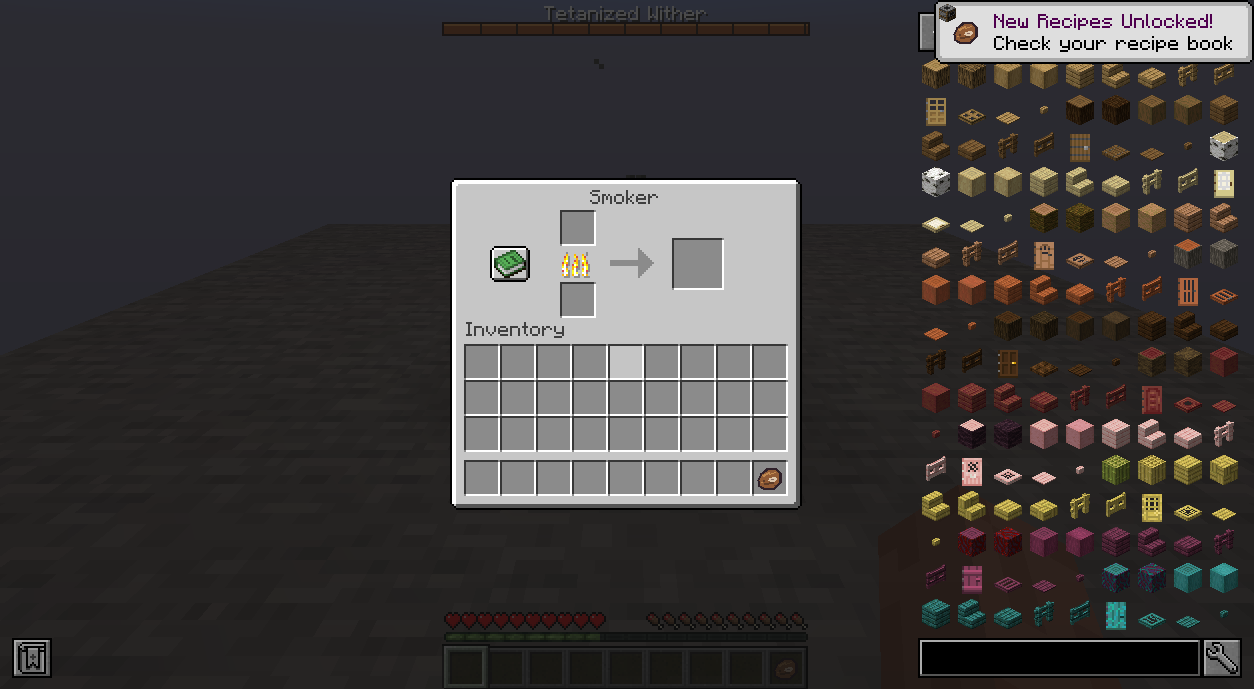 Tetanized Wither
New Recipes Unlocked!
Check your recipe book
Smoker
Inventory